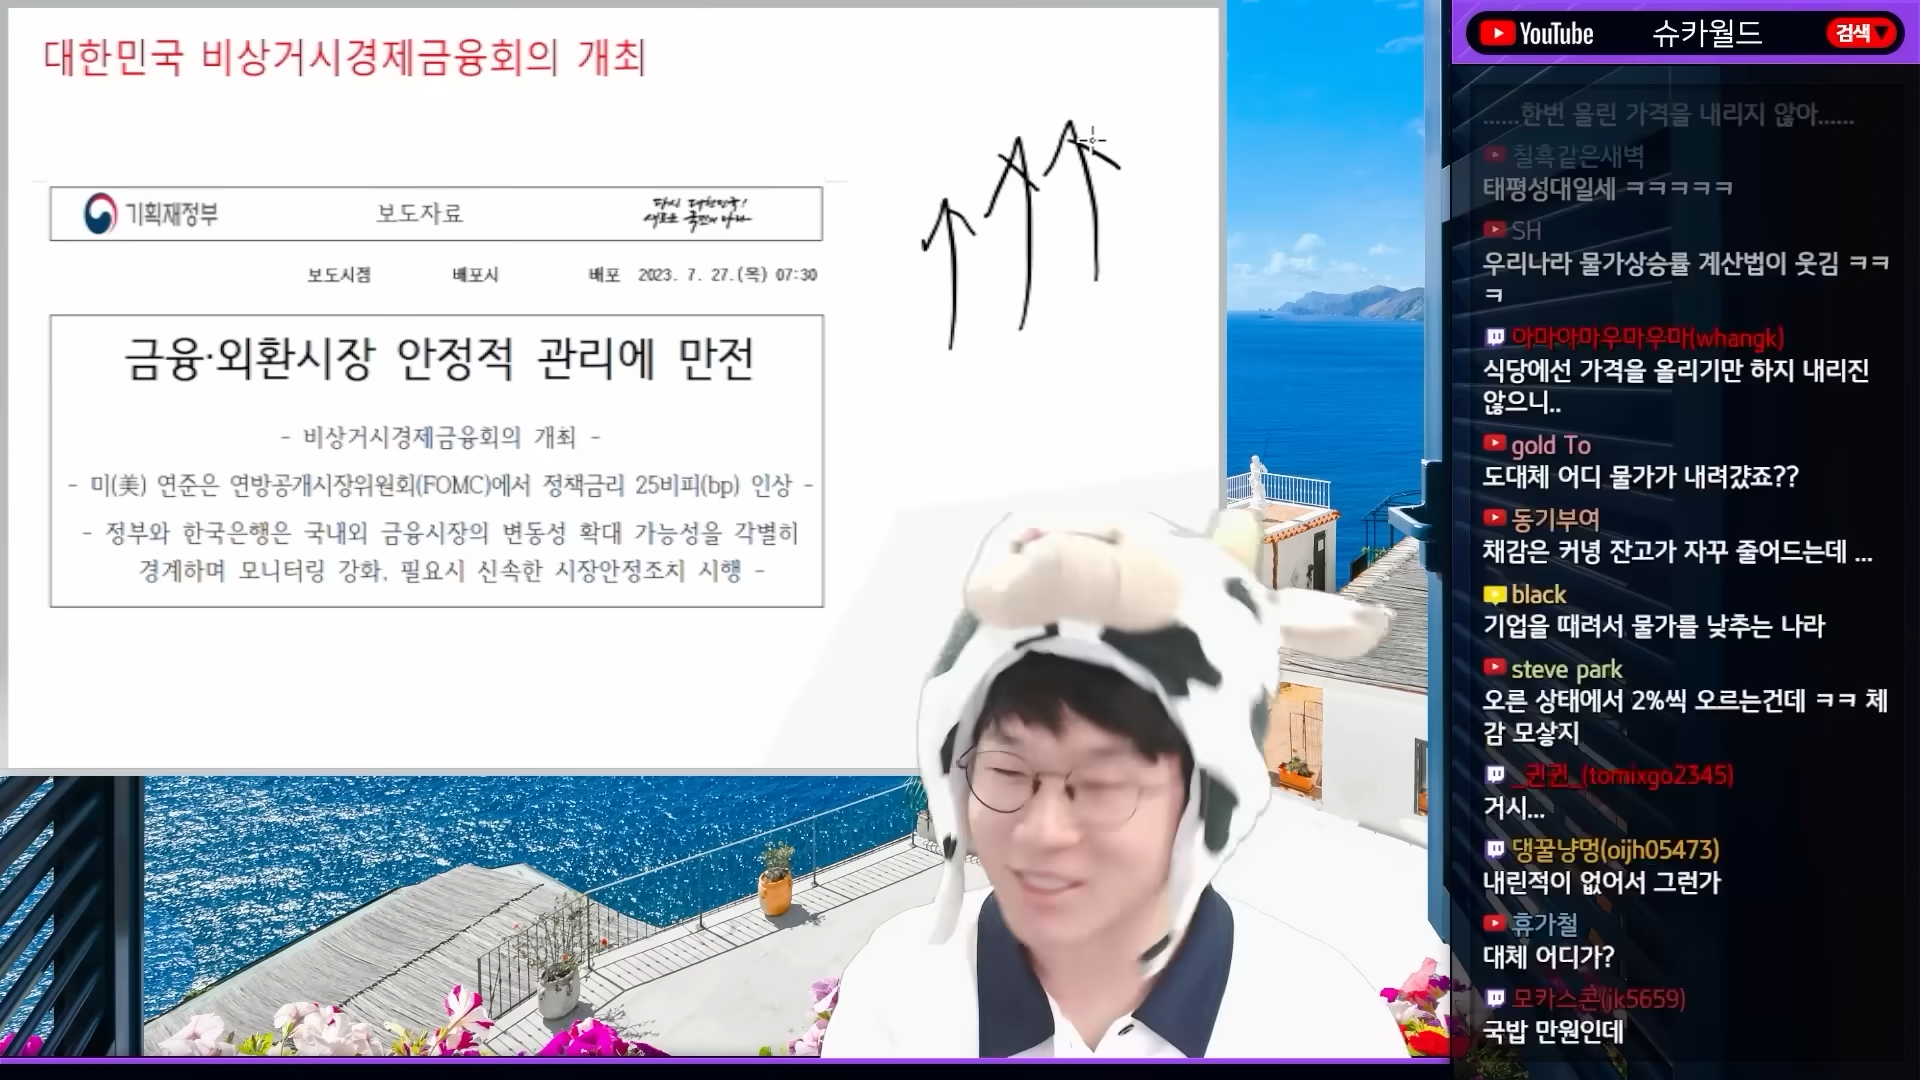 대한민국 비상거시경제금융회의 개최
기획재정부
보도자료
다시 대한민국!
새로운 국민의 나라
보도시점
배포시
배포 2023. 7. 27.(목) 07:30
금융·외환시장 안정적 관리에 만전
- 비상거시경제금융회의 개최 -
- 미(美) 연준은 연방공개시장위원회(FOMC)에서 정책금리 25비피(bp) 인상 -
- 정부와 한국은행은 국내외 금융시장의 변동성 확대 가능성을 각별히
경계하며 모니터링 강화, 필요시 신속한 시장안정조치 시행 -
YouTube
슈카월드
검색
......한번 올린 가격을 내리지 않아......
칠흑같은새벽
태평성대일세 ㅋㅋㅋㅋㅋ
SH
우리나라 물가상승률 계산법이 웃김 ㅋㅋ
ㅋ
아마아마우마우마(whangk)
식당에선 가격을 올리기만 하지 내리진
않으니..
gold To
도대체 어디 물가가 내려갔죠??
동기부여
채감은 커녕 잔고가 자꾸 줄어드는데 ...
black
기업을 때려서 물가를 낮추는 나라
steve park
오른 상태에서 2%씩 오르는건데 ㅋㅋ 체
감 모샇지
_퀸퀸_(tomixgo2345)
거시...
댕꿀냥멍(oijh05473)
내린적이 없어서 그런가
휴가철
대체 어디가?
모카스콘(jk5659)
국밥 만원인데